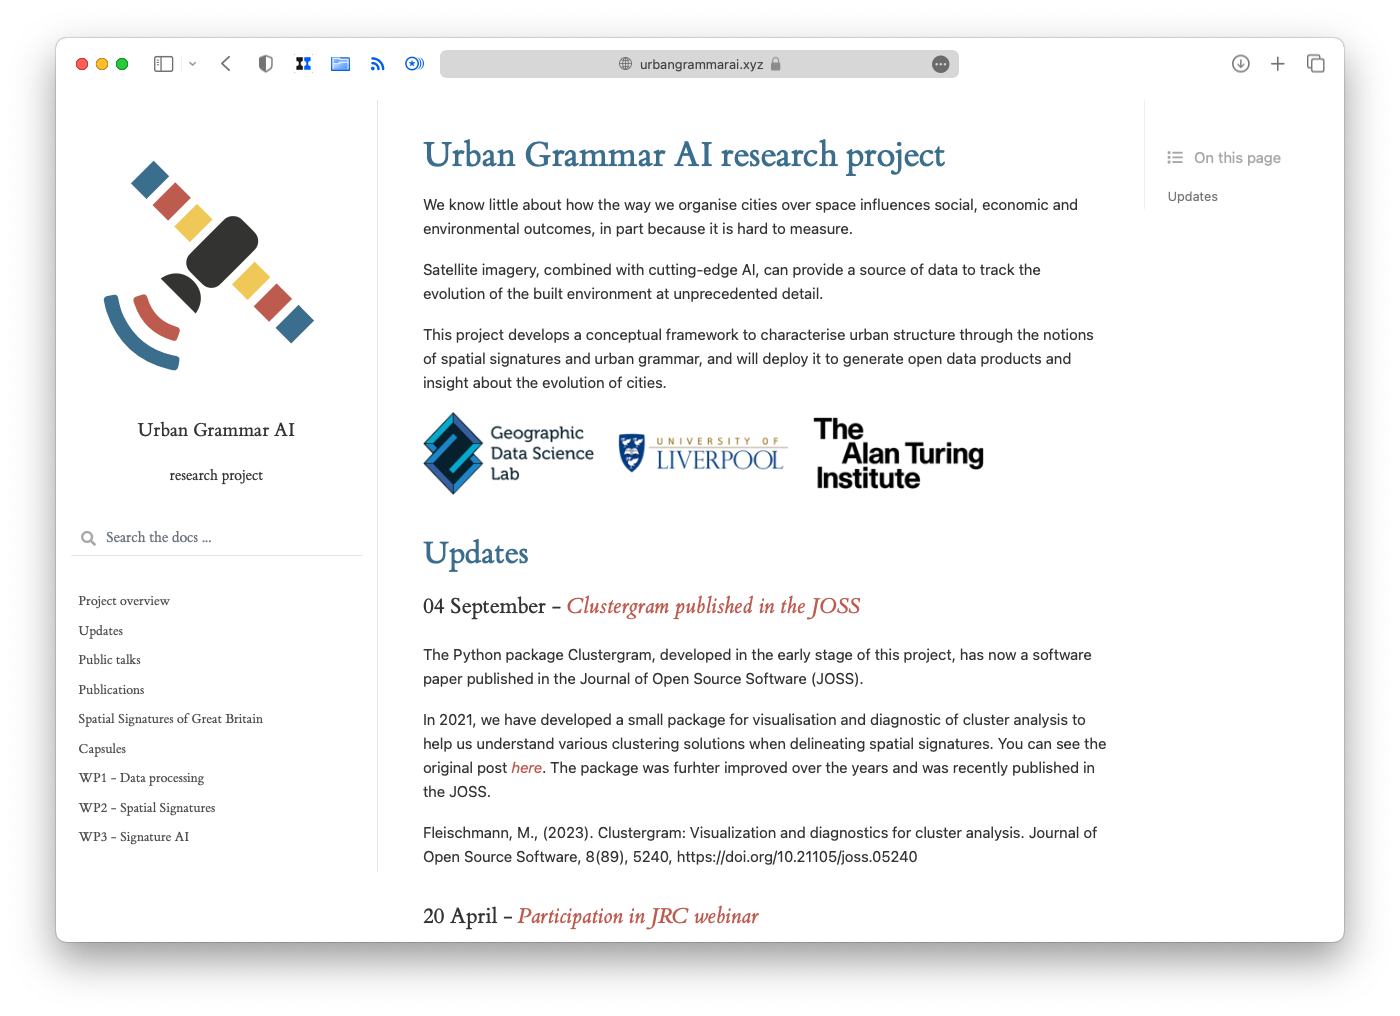 urbangrammarai.xyz
Urban Grammar AI
research project
Search the docs ...
Project overview
Updates
Public talks
Publications
Spatial Signatures of Great Britain
Capsules
WP1 - Data processing
WP2 - Spatial Signatures
WP3 - Signature AI
Urban Grammar AI research project
We know little about how the way we organise cities over space influences social, economic and
environmental outcomes, in part because it is hard to measure.
Satellite imagery, combined with cutting-edge AI, can provide a source of data to track the
evolution of the built environment at unprecedented detail.
This project develops a conceptual framework to characterise urban structure through the notions
of spatial signatures and urban grammar, and will deploy it to generate open data products and
insight about the evolution of cities.
Geographic
Data Science
Lab
UNIVERSITY OF
LIVERPOOL
The
Alan Turing
Institute
Updates
04 September - Clustergram published in the JOSS
The Python package Clustergram, developed in the early stage of this project, has now a software
paper published in the Journal of Open Source Software (JOSS).
In 2021, we have developed a small package for visualisation and diagnostic of cluster analysis to
help us understand various clustering solutions when delineating spatial signatures. You can see the
original post here. The package was furhter improved over the years and was recently published in
the JOSS.
Fleischmann, M., (2023). Clustergram: Visualization and diagnostics for cluster analysis. Journal of
Open Source Software, 8(89), 5240, https://doi.org/10.21105/joss.05240
20 April - Participation in JRC webinar
On this page
Updates